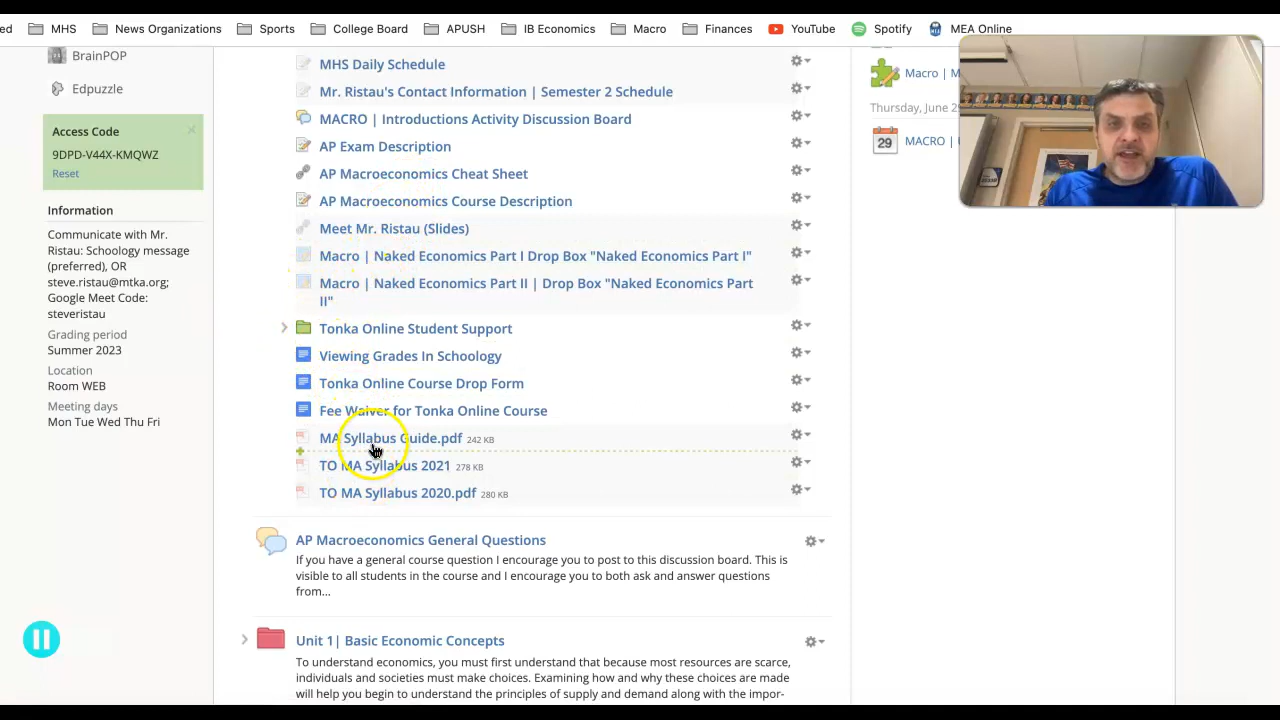 ed MHS News Organizations Sports College Board APUSH IB Economics Macro Finances YouTube Spotify MEA Online
BrainPOP
Edpuzzle
Access Code
9DPD-V44X-KMQWZ
Reset
Information
Communicate with Mr.
Ristau: Schoology message
(preferred), OR
steve.ristau@mtka.org;
Google Meet Code:
steveristau
Grading period
Summer 2023
Location
Room WEB
Meeting days
Mon Tue Wed Thu Fri
MHS Daily Schedule
Mr. Ristau's Contact Information | Semester 2 Schedule
MACRO | Introductions Activity Discussion Board
AP Exam Description
AP Macroeconomics Cheat Sheet
AP Macroeconomics Course Description
Meet Mr. Ristau (Slides)
Macro | Naked Economics Part I Drop Box "Naked Economics Part I"
Macro | Naked Economics Part II | Drop Box "Naked Economics Part
II"
Tonka Online Student Support
Viewing Grades In Schoology
Tonka Online Course Drop Form
Fee Waiver for Tonka Online Course
MA Syllabus Guide.pdf 242 KB
TO MA Syllabus 2021 278 KB
TO MA Syllabus 2020.pdf 280 KB
AP Macroeconomics General Questions
If you have a general course question I encourage you to post to this discussion board. This is
visible to all students in the course and I encourage you to both ask and answer questions
from...
Unit 1| Basic Economic Concepts
To understand economics, you must first understand that because most resources are scarce,
individuals and societies must make choices. Examining how and why these choices are made
will help you begin to understand the principles of supply and demand along with the impor-
Macro | M
Thursday, June 2
29 MACRO |